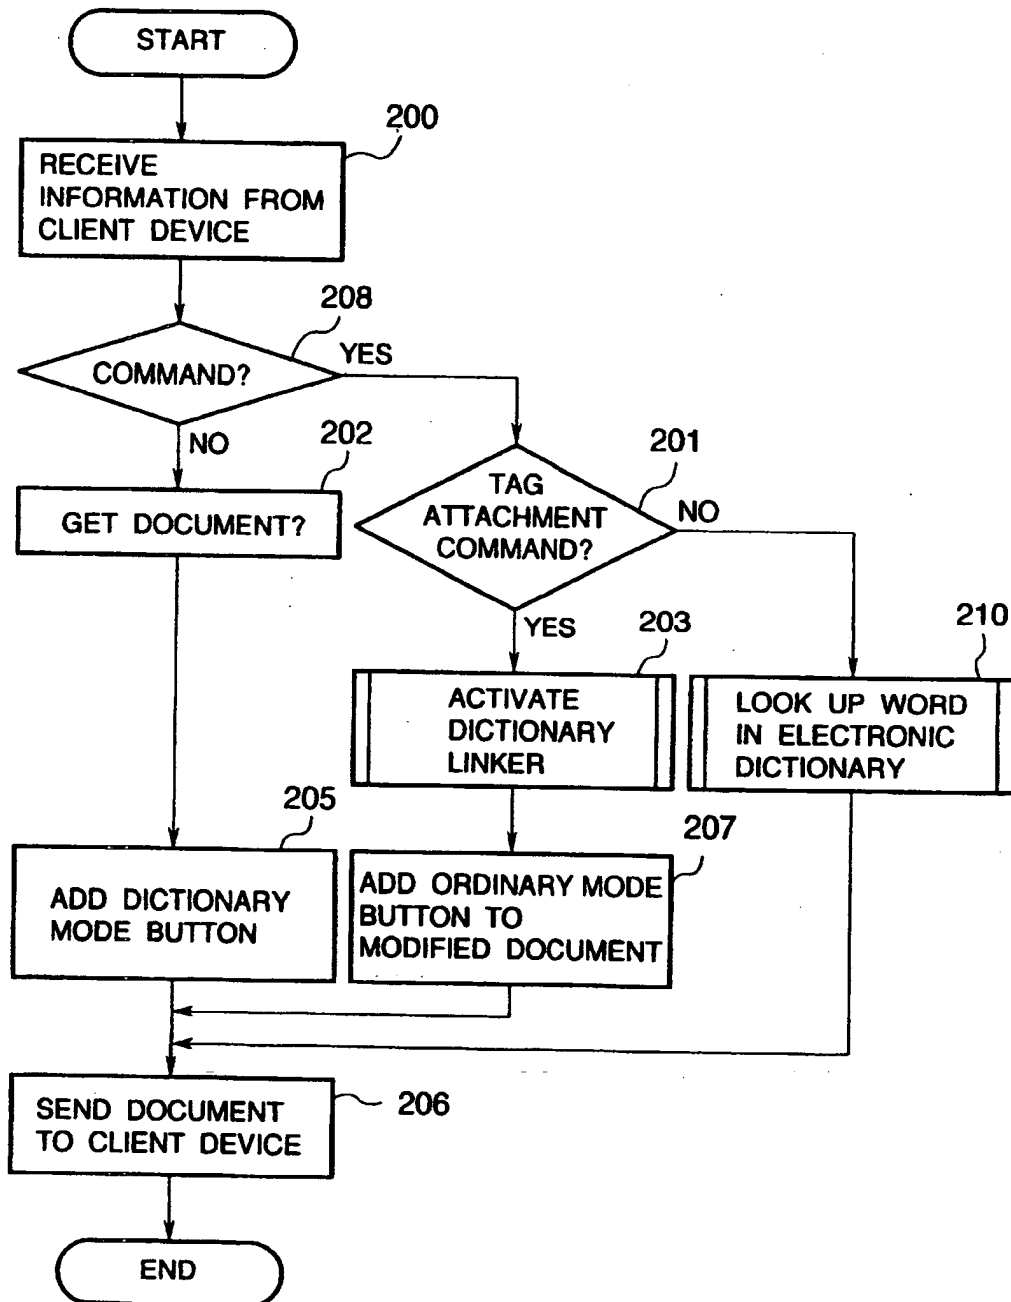 START
200
RECEIVE
INFORMATION FROM
CLIENT DEVICE
208
COMMAND?
YES
NO
202
GET DOCUMENT?
201
TAG
ATTACHMENT
COMMAND?
NO
YES
203
ACTIVATE
DICTIONARY
LINKER
210
LOOK UP WORD
IN ELECTRONIC
DICTIONARY
205
ADD DICTIONARY
MODE BUTTON
207
ADD ORDINARY MODE
BUTTON TO
MODIFIED DOCUMENT
SEND DOCUMENT
TO CLIENT DEVICE
206
END